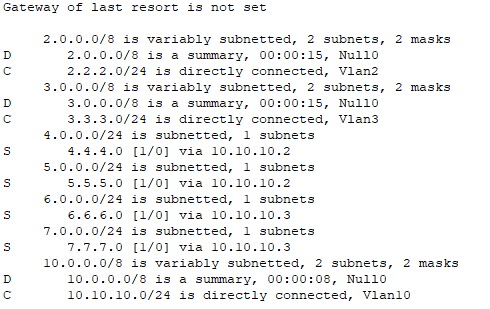 Gateway of last resort is not set
2.0.0.0/8 is variably subnetted, 2 subnets, 2 masks
D 2.0.0.0/8 is a summary, 00:00:15, Null0
C 2.2.2.0/24 is directly connected, Vlan2
3.0.0.0/8 is variably subnetted, 2 subnets, 2 masks
D 3.0.0.0/8 is a summary, 00:00:15, Null0
C 3.3.3.0/24 is directly connected, Vlan3
4.0.0.0/24 is subnetted, 1 subnets
S 4.4.4.0 [1/0] via 10.10.10.2
5.0.0.0/24 is subnetted, 1 subnets
S 5.5.5.0 [1/0] via 10.10.10.2
6.0.0.0/24 is subnetted, 1 subnets
S 6.6.6.0 [1/0] via 10.10.10.3
7.0.0.0/24 is subnetted, 1 subnets
S 7.7.7.0 [1/0] via 10.10.10.3
10.0.0.0/8 is variably subnetted, 2 subnets, 2 masks
D 10.0.0.0/8 is a summary, 00:00:08, Null0
C 10.10.10.0/24 is directly connected, Vlan10